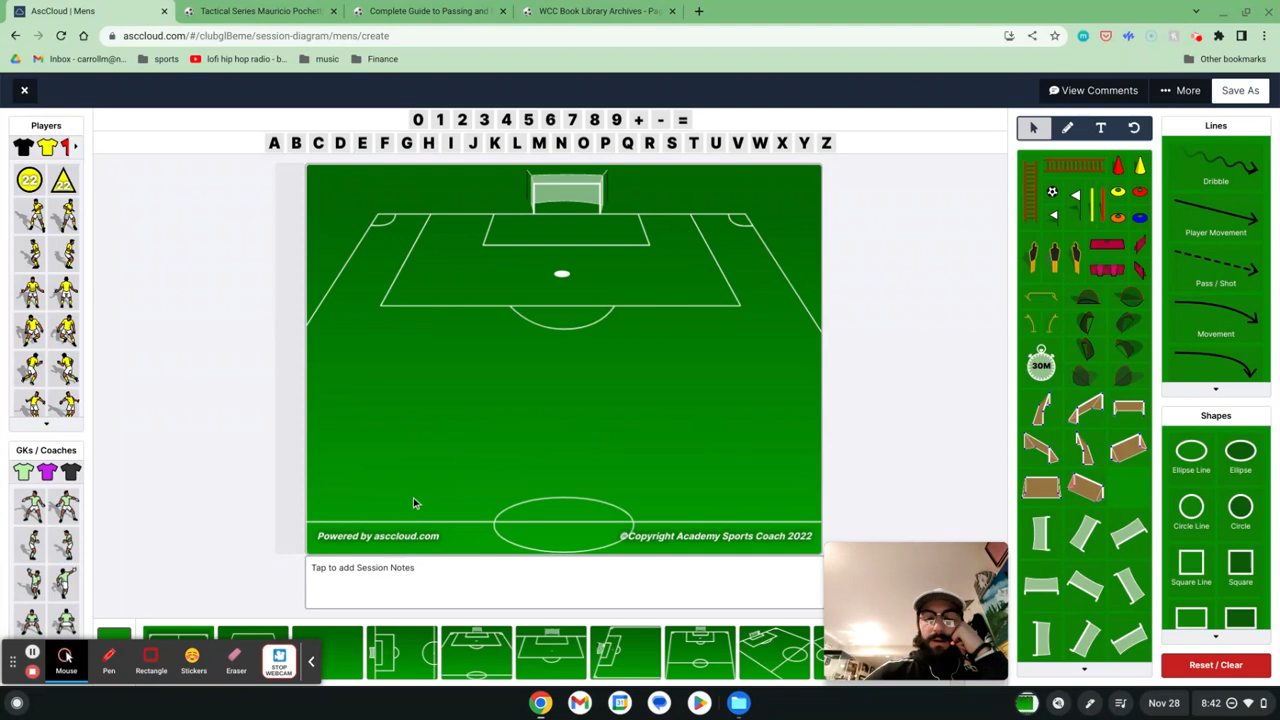 AscCloud | Mens
Tactical Series Mauricio Pochett
Complete Guide to Passing and
WCC Book Library Archives - Pa
asccloud.com/#/clubglBeme/session-diagram/mens/create
Inbox - carrollm@n...
sports
lofi hip hop radio - b...
music
Finance
Other bookmarks
View Comments
More
Save As
0 1 2 3 4 5 6 7 8 9 + - =
A B C D E F G H I J K L M N O P Q R S T U V W X Y Z
Players
22
22
GKs / Coaches
Powered by asccloud.com
©Copyright Academy Sports Coach 2022
Tap to add Session Notes
30M
Lines
Dribble
Player Movement
Pass / Shot
Movement
Shapes
Ellipse Line
Ellipse
Circle Line
Circle
Square Line
Square
Reset / Clear
Mouse
Pen
Rectangle
Stickers
Eraser
STOP
WEBCAM
Nov 28
8:42